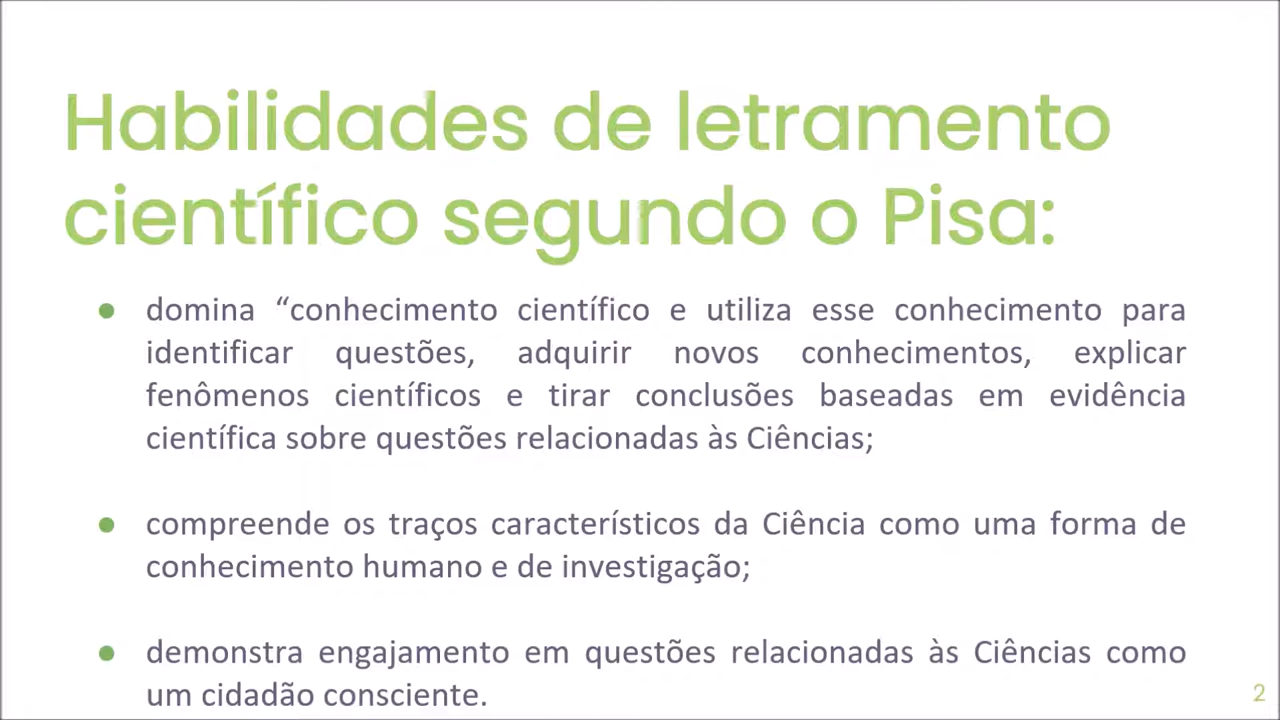 Habilidades de letramento
científico segundo o Pisa:
● domina “conhecimento científico e utiliza esse conhecimento para
identificar questões, adquirir novos conhecimentos, explicar
fenômenos científicos e tirar conclusões baseadas em evidência
científica sobre questões relacionadas às Ciências;
● compreende os traços característicos da Ciência como uma forma de
conhecimento humano e de investigação;
● demonstra engajamento em questões relacionadas às Ciências como
um cidadão consciente.
2